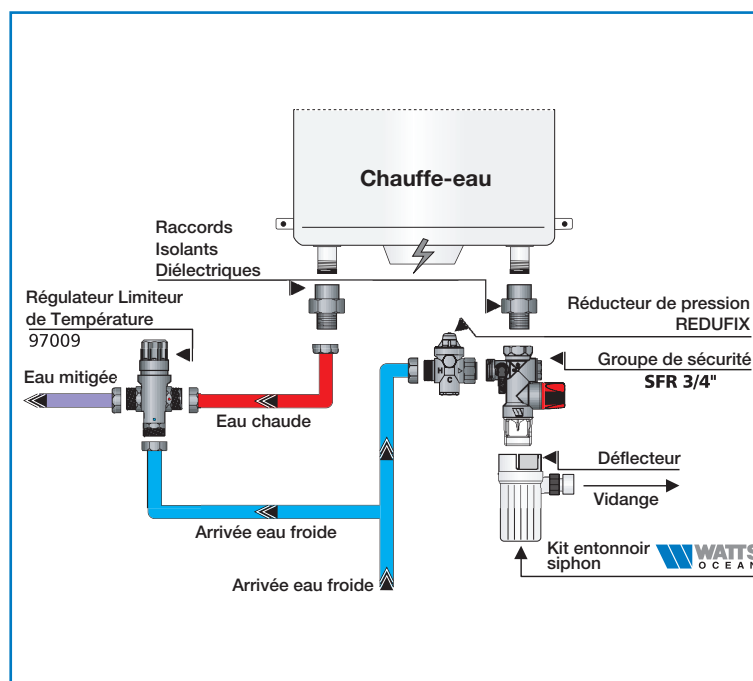 Chauffe-eau
Raccords
Isolants
Diélectriques
Régulateur Limiteur
de Température
97009
Réducteur de pression
REDUFIX
Groupe de sécurité
SFR 3/4"
Eau mitigée
Eau chaude
H
C
Déflecteur
Vidange
Arrivée eau froide
Kit entonnoir
siphon
WATTS
OCEAN
Arrivée eau froide